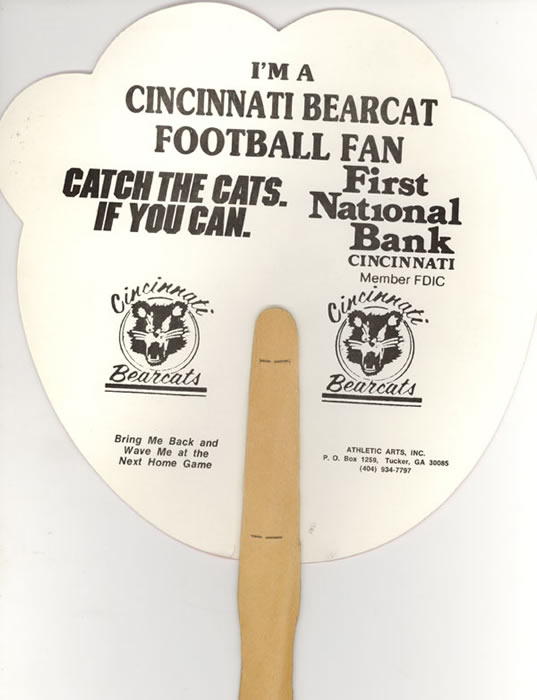 I'M A
CINCINNATI BEARCAT
FOOTBALL FAN
CATCH THE CATS.
IF YOU CAN.
First
National
Bank
CINCINNATI
Member FDIC
Cincinnati
Bearcats
Cincinnati
Bearcats
Bring Me Back and
Wave Me at the
Next Home Game
ATHLETIC ARTS, INC.
P. O. Box 1259, Tucker, GA 30085
(404) 934-7797